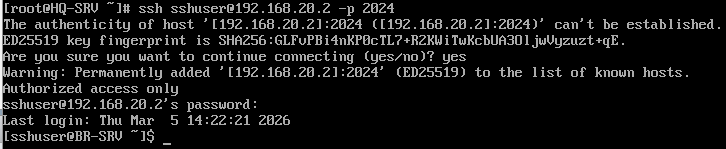 [root@HQ-SRV ~]# ssh sshuser@192.168.20.2 -p 2024
The authenticity of host '[192.168.20.2]:2024 ([192.168.20.2]:2024)' can't be established.
ED25519 key fingerprint is SHA256:GLFvPBi4nKP0cTL7+R2KWiTwKcbUA3OljwVyzuzt+qE.
Are you sure you want to continue connecting (yes/no)? yes
Warning: Permanently added '[192.168.20.2]:2024' (ED25519) to the list of known hosts.
Authorized access only
sshuser@192.168.20.2's password:
Last login: Thu Mar  5 14:22:21 2026
[sshuser@BR-SRV ~]$ _